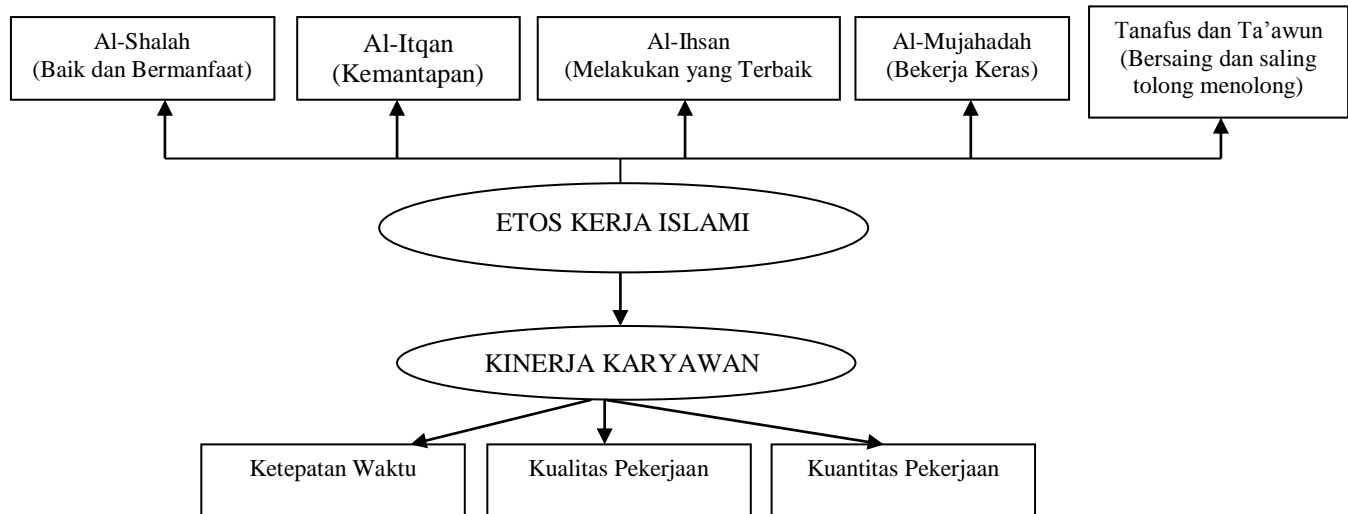 Al-Shalah
(Baik dan Bermanfaat)
Al-Itqan
(Kemantapan)
Al-Ihsan
(Melakukan yang Terbaik
Al-Mujahadah
(Bekerja Keras)
Tanafus dan Ta’awun
(Bersaing dan saling
tolong menolong)
ETOS KERJA ISLAMI
KINERJA KARYAWAN
Ketepatan Waktu
Kualitas Pekerjaan
Kuantitas Pekerjaan